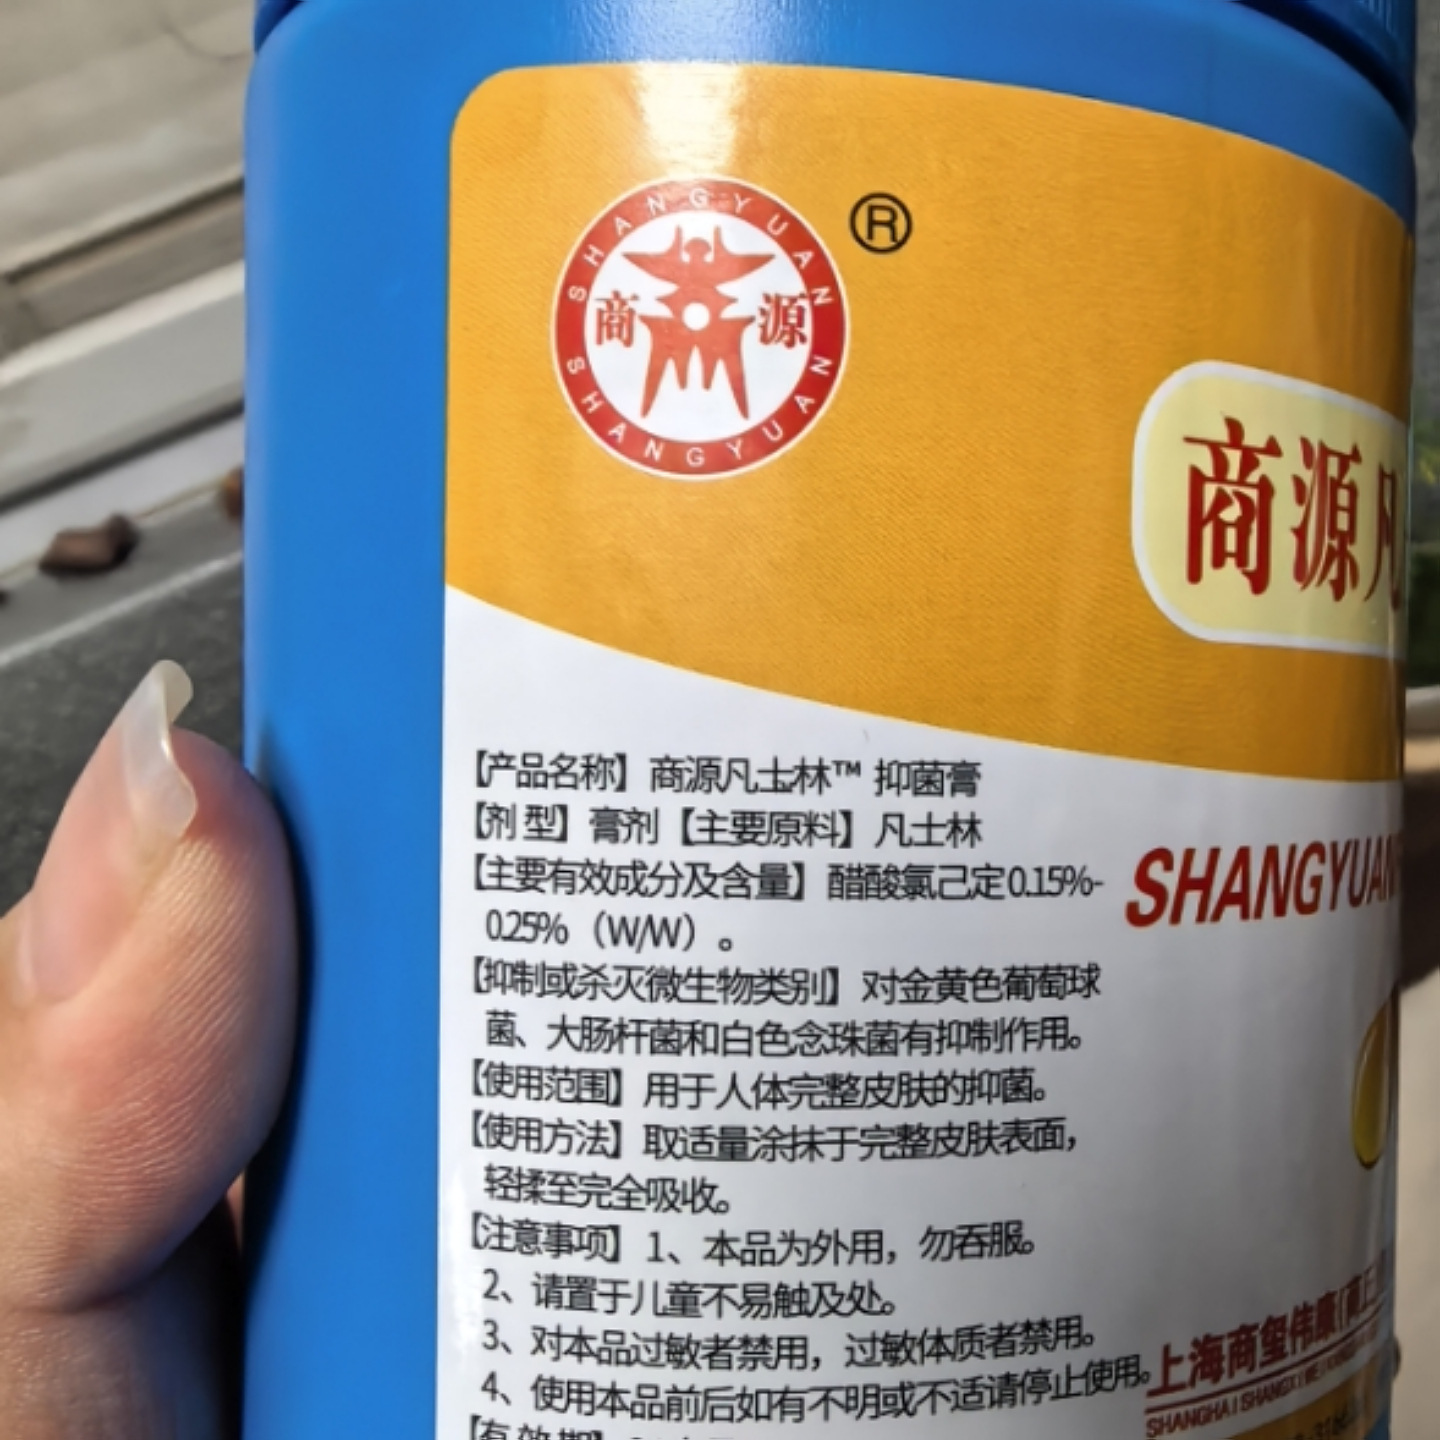 SHANGYUAN
商 源
SHANGYUAN
®
商源凡
【产品名称】商源凡士林™ 抑菌膏
【剂 型】膏剂【主要原料】凡士林
【主要有效成分及含量】醋酸氯己定0.15%-
0.25%（W/W）。
【抑制或杀灭微生物类别】对金黄色葡萄球
菌、大肠杆菌和白色念珠菌有抑制作用。
【使用范围】用于人体完整皮肤的抑菌。
【使用方法】取适量涂抹于完整皮肤表面，
轻揉至完全吸收。
【注意事项】1、本品为外用，勿吞服。
2、请置于儿童不易触及处。
3、对本品过敏者禁用，过敏体质者禁用。
4、使用本品前后如有不明或不适请停止使用。
【有 效 期】
SHANGYUAN
上海商玺伟康
SHANGHAI SHANGXI WEI